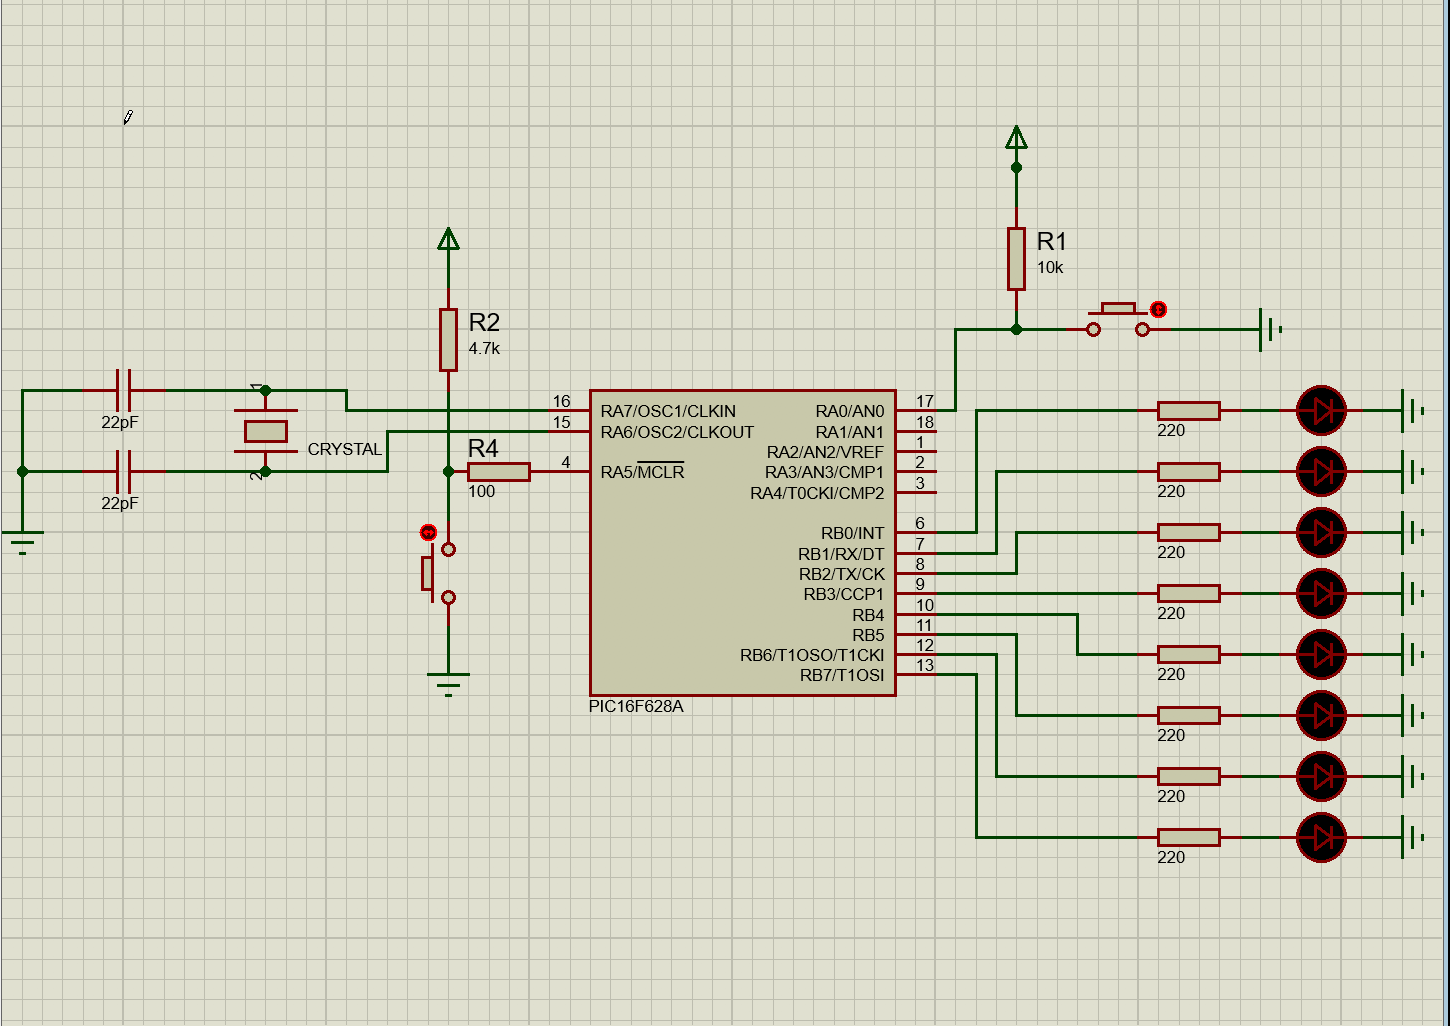 R1
10k
R2
4.7k
1
22pF
CRYSTAL
2
22pF
R4
100
16
15
4
RA7/OSC1/CLKIN
RA6/OSC2/CLKOUT
RA5/MCLR
RA0/AN0
RA1/AN1
RA2/AN2/VREF
RA3/AN3/CMP1
RA4/T0CKI/CMP2
RB0/INT
RB1/RX/DT
RB2/TX/CK
RB3/CCP1
RB4
RB5
RB6/T1OSO/T1CKI
RB7/T1OSI
17
18
1
2
3
6
7
8
9
10
11
12
13
PIC16F628A
220
220
220
220
220
220
220
220